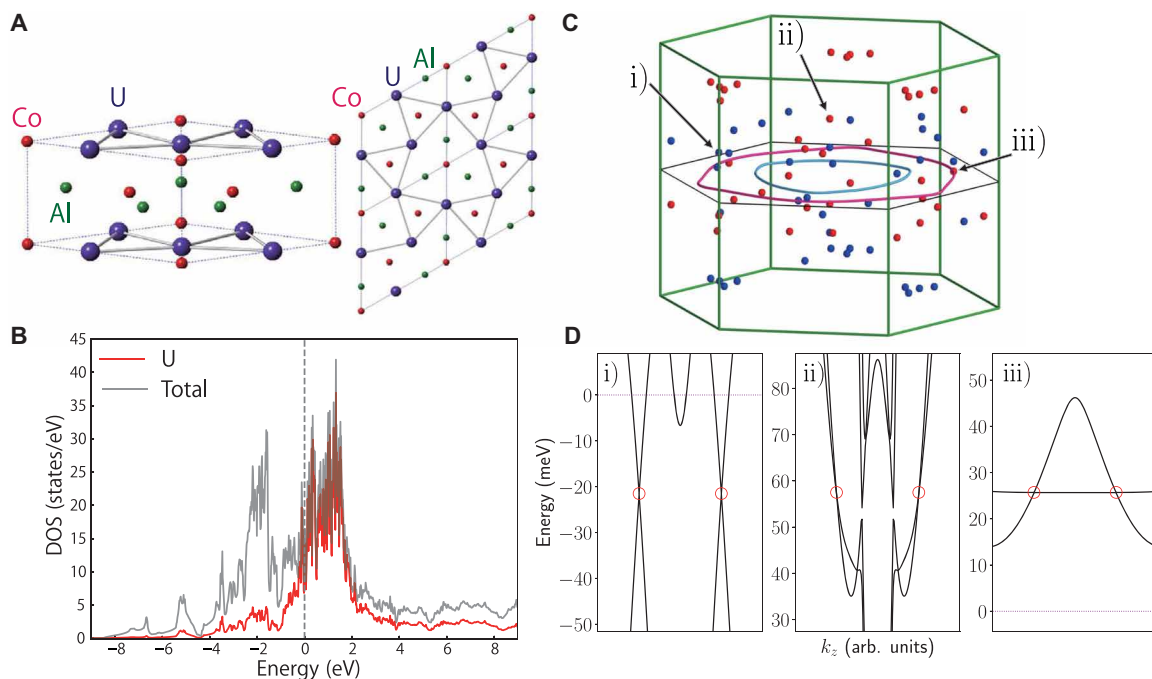 A
Co
U
Al
Co
U
Al
B
45
40
35
30
25
20
15
10
5
0
DOS (states/eV)
U
Total
−8 −6 −4 −2 0 2 4 6 8
Energy (eV)
C
i)
ii)
iii)
D
Energy (meV)
i)
0
−10
−20
−30
−40
−50
ii)
80
70
60
50
40
30
iii)
50
40
30
20
10
0
k_z (arb. units)